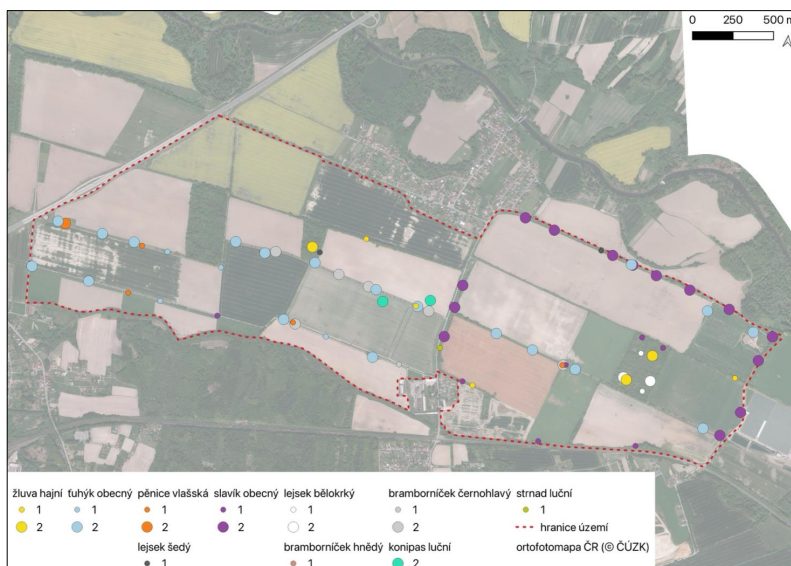 0 250 500 m
žluva hajní ťuhýk obecný pěnice vlašská slavík obecný lejsek bělokrký bramborníček černohlavý strnad luční
1 1 1 1 1 1 1
2 2 2 2 2 2 hranice území
lejsek šedý bramborníček hnědý konipas luční ortofotomapa ČR (© ČÚZK)
1 1 2